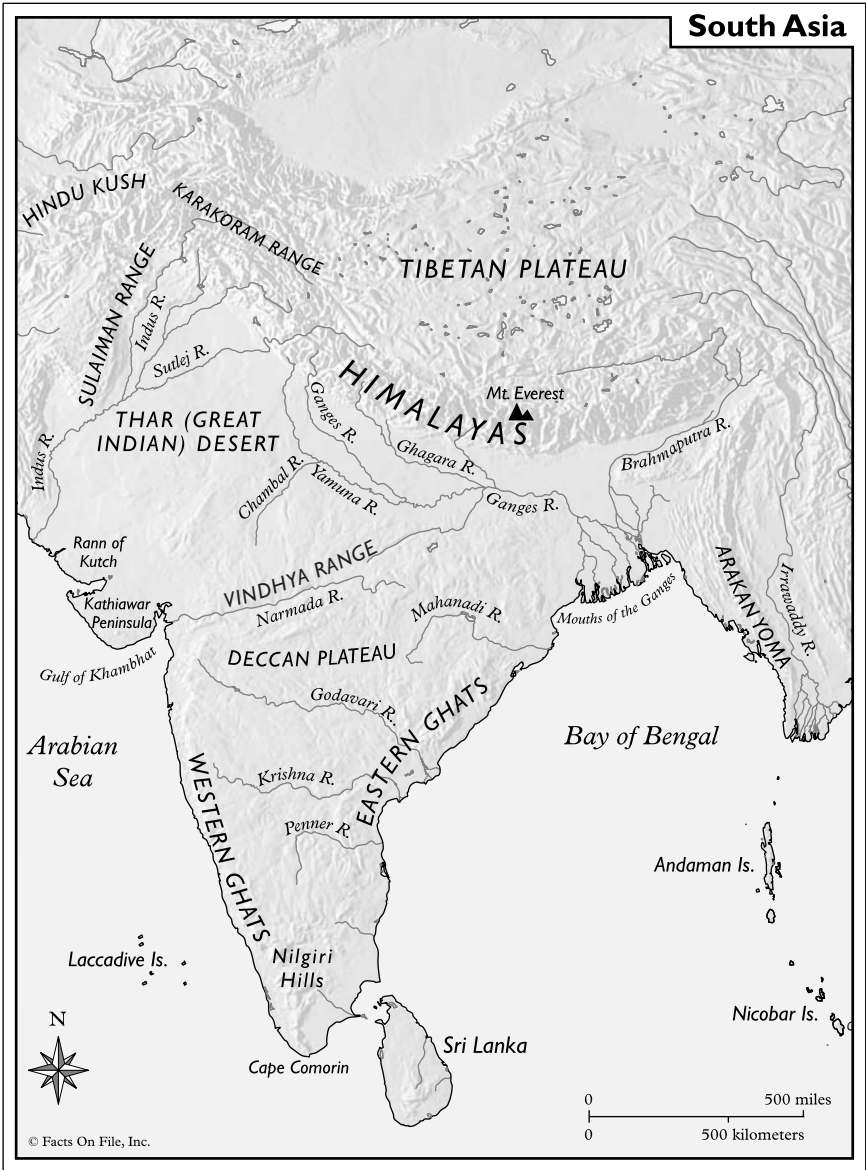 South Asia
HINDU KUSH
KARAKORAM RANGE
SULAIMAN RANGE
Indus R.
TIBETAN PLATEAU
Sutlej R.
HIMALAYAS
Mt. Everest
THAR (GREAT
INDIAN) DESERT
Ganges R.
Ghagara R.
Brahmaputra R.
Indus R.
Chambal R.
Yamuna R.
Ganges R.
Rann of
Kutch
VINDHYA RANGE
Kathiawar
Peninsula
Narmada R.
Mahanadi R.
Mouths of the Ganges
ARAKAN YOMA
Irrawaddy R.
Gulf of Khambhat
DECCAN PLATEAU
Godavari R.
EASTERN GHATS
Arabian
Sea
Bay of Bengal
WESTERN GHATS
Krishna R.
Penner R.
Andaman Is.
Laccadive Is.
Nilgiri
Hills
Nicobar Is.
N
Sri Lanka
Cape Comorin
0 500 miles
0 500 kilometers
© Facts On File, Inc.